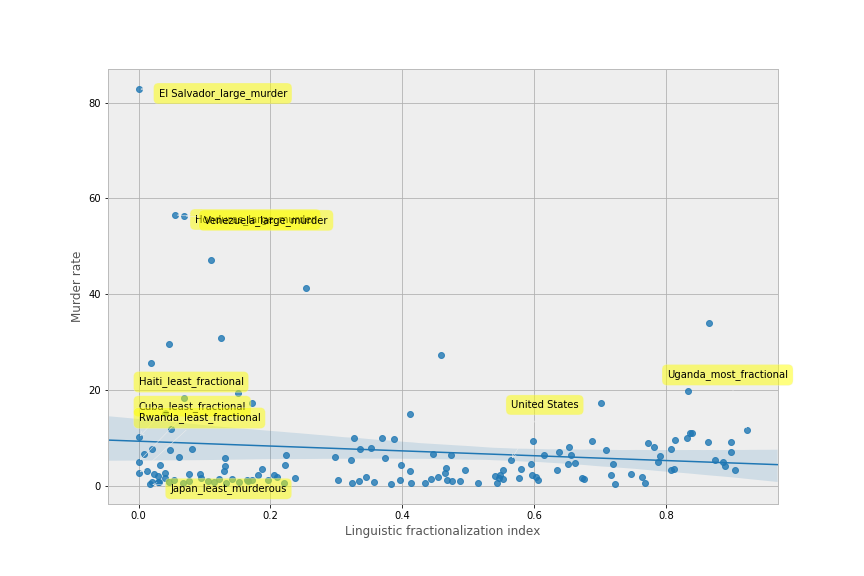 80
60
40
20
0
El Salvador_large_murder
Venezuela_large_murder
Haiti_least_fractional
Uganda_most_fractional
Cuba_least_fractional
United States
Rwanda_least_fractional
Japan_least_murderous
0.0 0.2 0.4 0.6 0.8
Linguistic fractionalization index
Murder rate